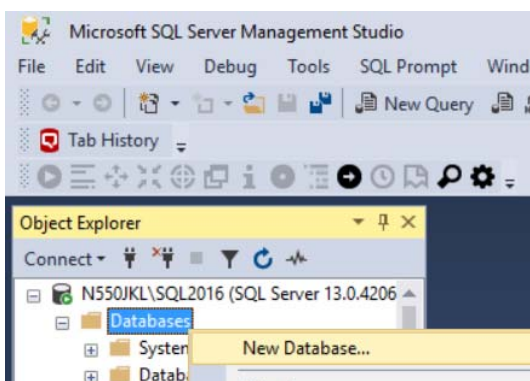 Microsoft SQL Server Management Studio
File Edit View Debug Tools SQL Prompt
New Query
Tab History
Object Explorer
Connect
N550JKL\SQL2016 (SQL Server 13.0.4206
Databases
New Database...